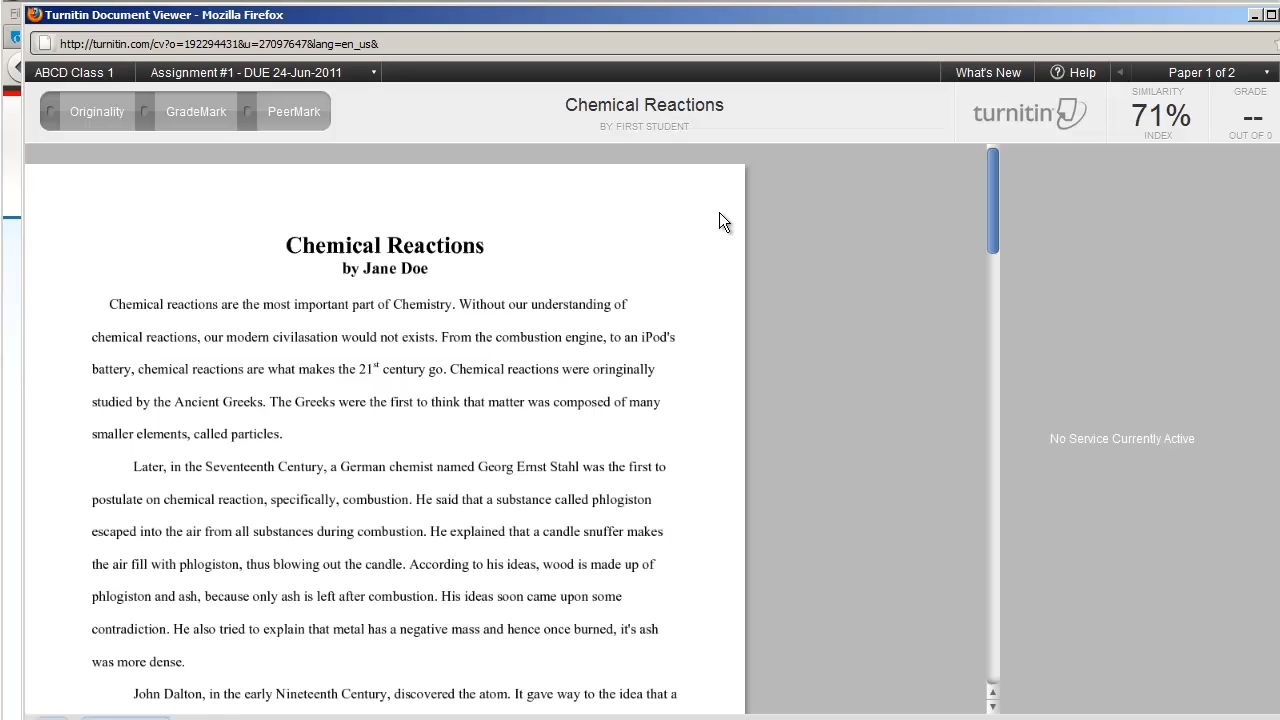 Turnitin Document Viewer - Mozilla Firefox
http://turnitin.com/cv?o=192294431&u=27097647&lang=en_us&
ABCD Class 1 Assignment #1 - DUE 24-Jun-2011 What's New Help Paper 1 of 2
Originality GradeMark PeerMark
Chemical Reactions
BY FIRST STUDENT
turnitin
SIMILARITY
71%
INDEX
GRADE
--
OUT OF 0
Chemical Reactions
by Jane Doe
Chemical reactions are the most important part of Chemistry. Without our understanding of
chemical reactions, our modern civilasation would not exists. From the combustion engine, to an iPod's
battery, chemical reactions are what makes the 21st century go. Chemical reactions were oringinally
studied by the Ancient Greeks. The Greeks were the first to think that matter was composed of many
smaller elements, called particles.
Later, in the Seventeenth Century, a German chemist named Georg Ernst Stahl was the first to
postulate on chemical reaction, specifically, combustion. He said that a substance called phlogiston
escaped into the air from all substances during combustion. He explained that a candle snuffer makes
the air fill with phlogiston, thus blowing out the candle. According to his ideas, wood is made up of
phlogiston and ash, because only ash is left after combustion. His ideas soon came upon some
contradiction. He also tried to explain that metal has a negative mass and hence once burned, it's ash
was more dense.
John Dalton, in the early Nineteenth Century, discovered the atom. It gave way to the idea that a
No Service Currently Active